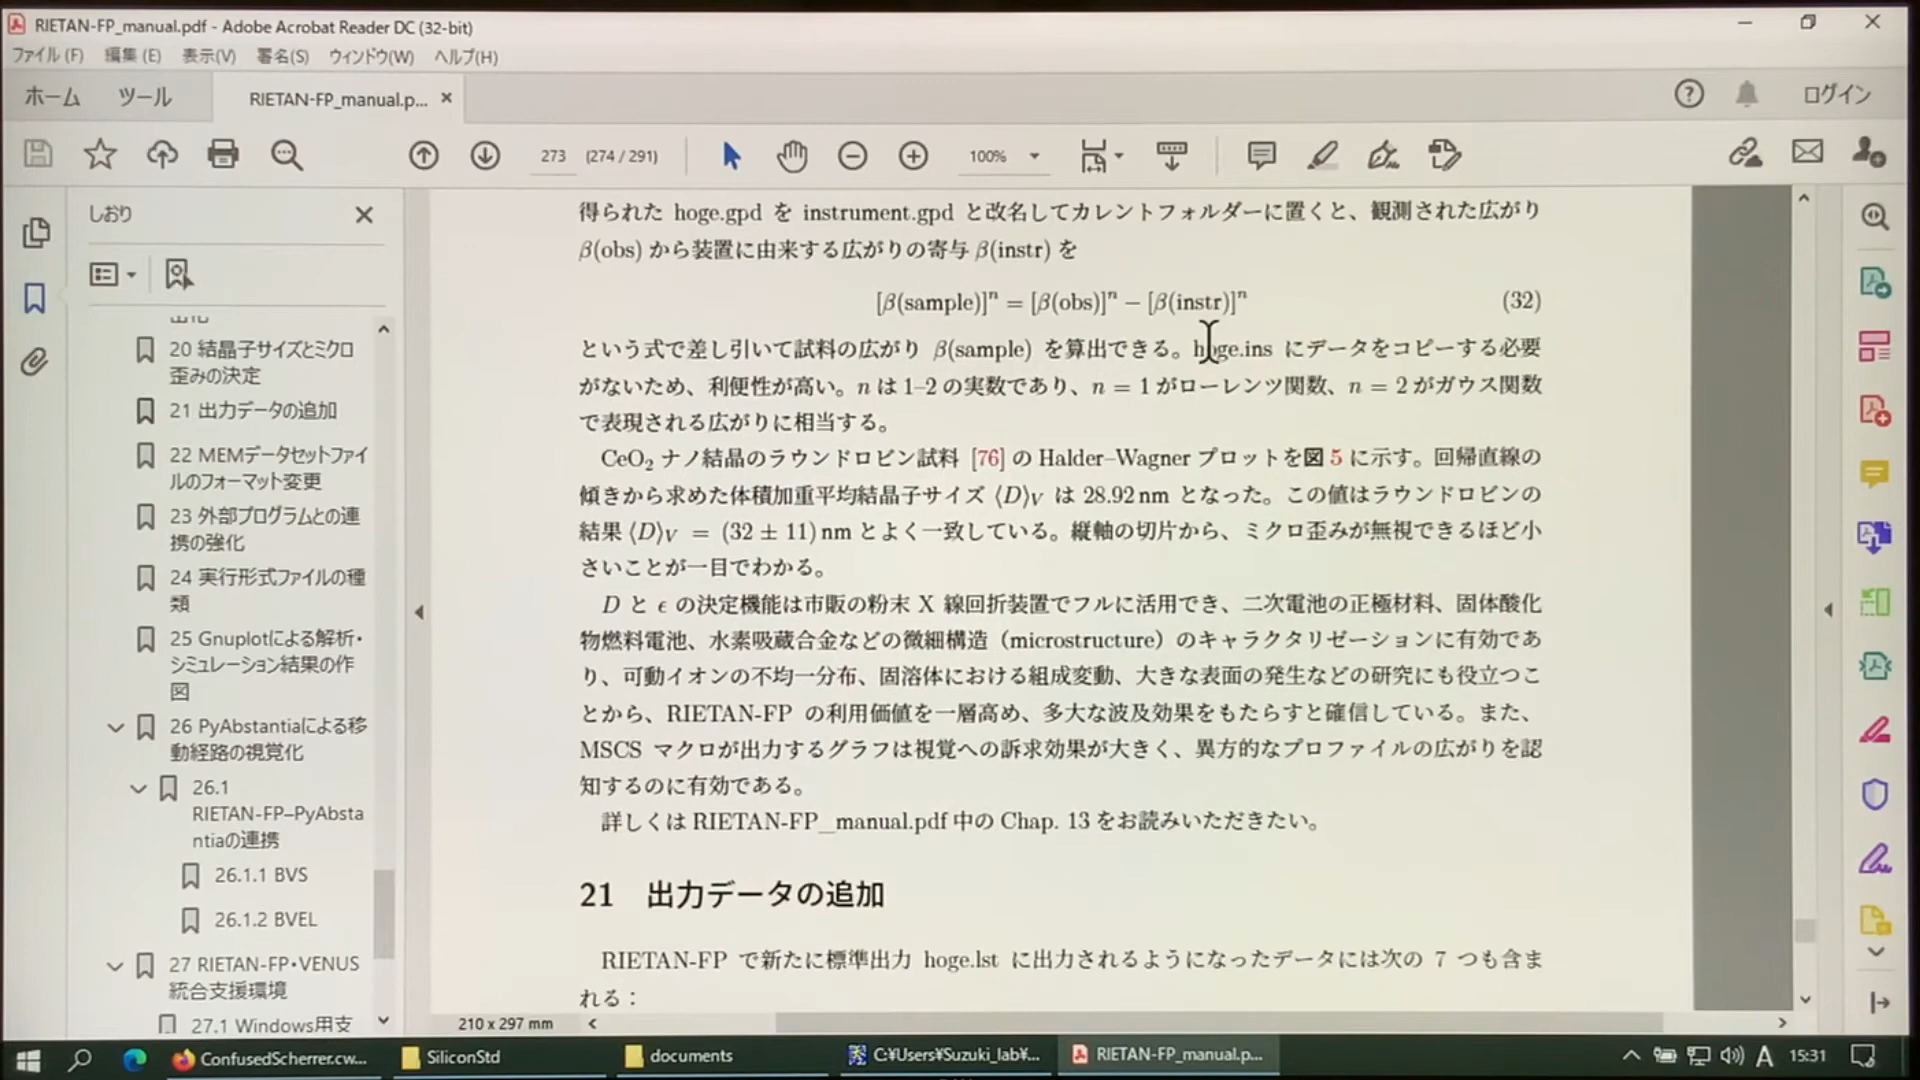 RIETAN-FP_manual.pdf - Adobe Acrobat Reader DC (32-bit)
ファイル (F) 編集 (E) 表示(V) 署名(S) ウィンドウ(W) ヘルプ(H)
ホーム ツール RIETAN-FP_manual.p... × ログイン
273 (274 / 291) 100%
しおり
20 結晶子サイズとミクロ
歪みの決定
21 出力データの追加
22 MEMデータセットファイ
ルのフォーマット変更
23 外部プログラムとの連
携の強化
24 実行形式ファイルの種
類
25 Gnuplotによる解析・
シミュレーション結果の作
図
26 PyAbstantiaによる移
動経路の視覚化
26.1
RIETAN-FP–PyAbsta
ntiaの連携
26.1.1 BVS
26.1.2 BVEL
27 RIETAN-FP・VENUS
統合支援環境
27.1 Windows用支
得られた hoge.gpd を instrument.gpd と改名してカレントフォルダーに置くと、観測された広がり
β(obs) から装置に由来する広がりの寄与 β(instr) を
[β(sample)]ⁿ = [β(obs)]ⁿ − [β(instr)]ⁿ (32)
という式で差し引いて試料の広がり β(sample) を算出できる。hoge.ins にデータをコピーする必要
がないため、利便性が高い。n は 1–2 の実数であり、n = 1 がローレンツ関数、n = 2 がガウス関数
で表現される広がりに相当する。
CeO₂ ナノ結晶のラウンドロビン試料 [76] の Halder–Wagner プロットを図 5 に示す。回帰直線の
傾きから求めた体積加重平均結晶子サイズ ⟨D⟩V は 28.92 nm となった。この値はラウンドロビンの
結果 ⟨D⟩V = (32 ± 11) nm とよく一致している。縦軸の切片から、ミクロ歪みが無視できるほど小
さいことが一目でわかる。
D と ϵ の決定機能は市販の粉末 X 線回折装置でフルに活用でき、二次電池の正極材料、固体酸化
物燃料電池、水素吸蔵合金などの微細構造（microstructure）のキャラクタリゼーションに有効であ
り、可動イオンの不均一分布、固溶体における組成変動、大きな表面の発生などの研究にも役立つこ
とから、RIETAN-FP の利用価値を一層高め、多大な波及効果をもたらすと確信している。また、
MSCS マクロが出力するグラフは視覚への訴求効果が大きく、異方的なプロファイルの広がりを認
知するのに有効である。
詳しくは RIETAN-FP_manual.pdf 中の Chap. 13 をお読みいただきたい。
21 出力データの追加
RIETAN-FP で新たに標準出力 hoge.lst に出力されるようになったデータには次の 7 つも含ま
れる：
210 x 297 mm
ConfusedScherrer.cw... SiliconStd documents C:¥Users¥Suzuki_lab¥... RIETAN-FP_manual.p... A 15:31